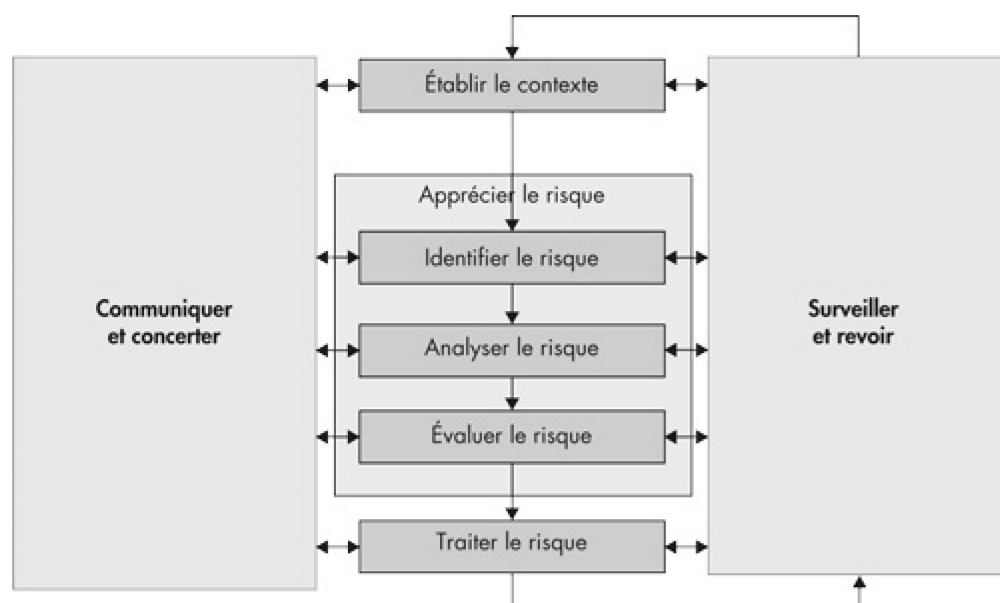 Établir le contexte
Apprécier le risque
Identifier le risque
Communiquer
et concerter
Surveiller
et revoir
Analyser le risque
Évaluer le risque
Traiter le risque